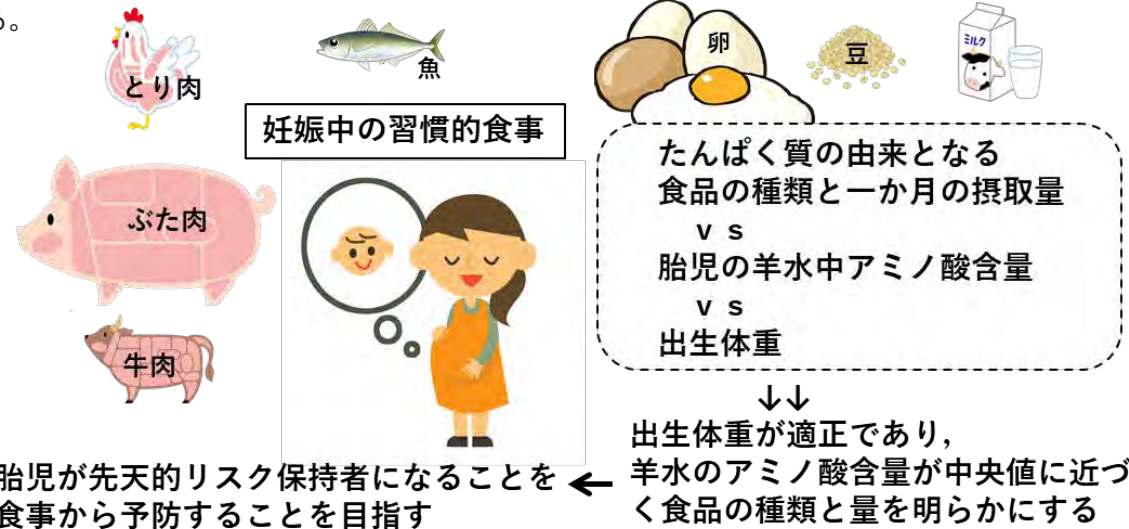 る。
とり肉
魚
卵
豆
ミルク
妊娠中の習慣的食事
ぶた肉
牛肉
たんぱく質の由来となる
食品の種類と一か月の摂取量
ｖｓ
胎児の羊水中アミノ酸含量
ｖｓ
出生体重
↓↓
出生体重が適正であり,
羊水のアミノ酸含量が中央値に近づ
く食品の種類と量を明らかにする
←
胎児が先天的リスク保持者になることを
食事から予防することを目指す